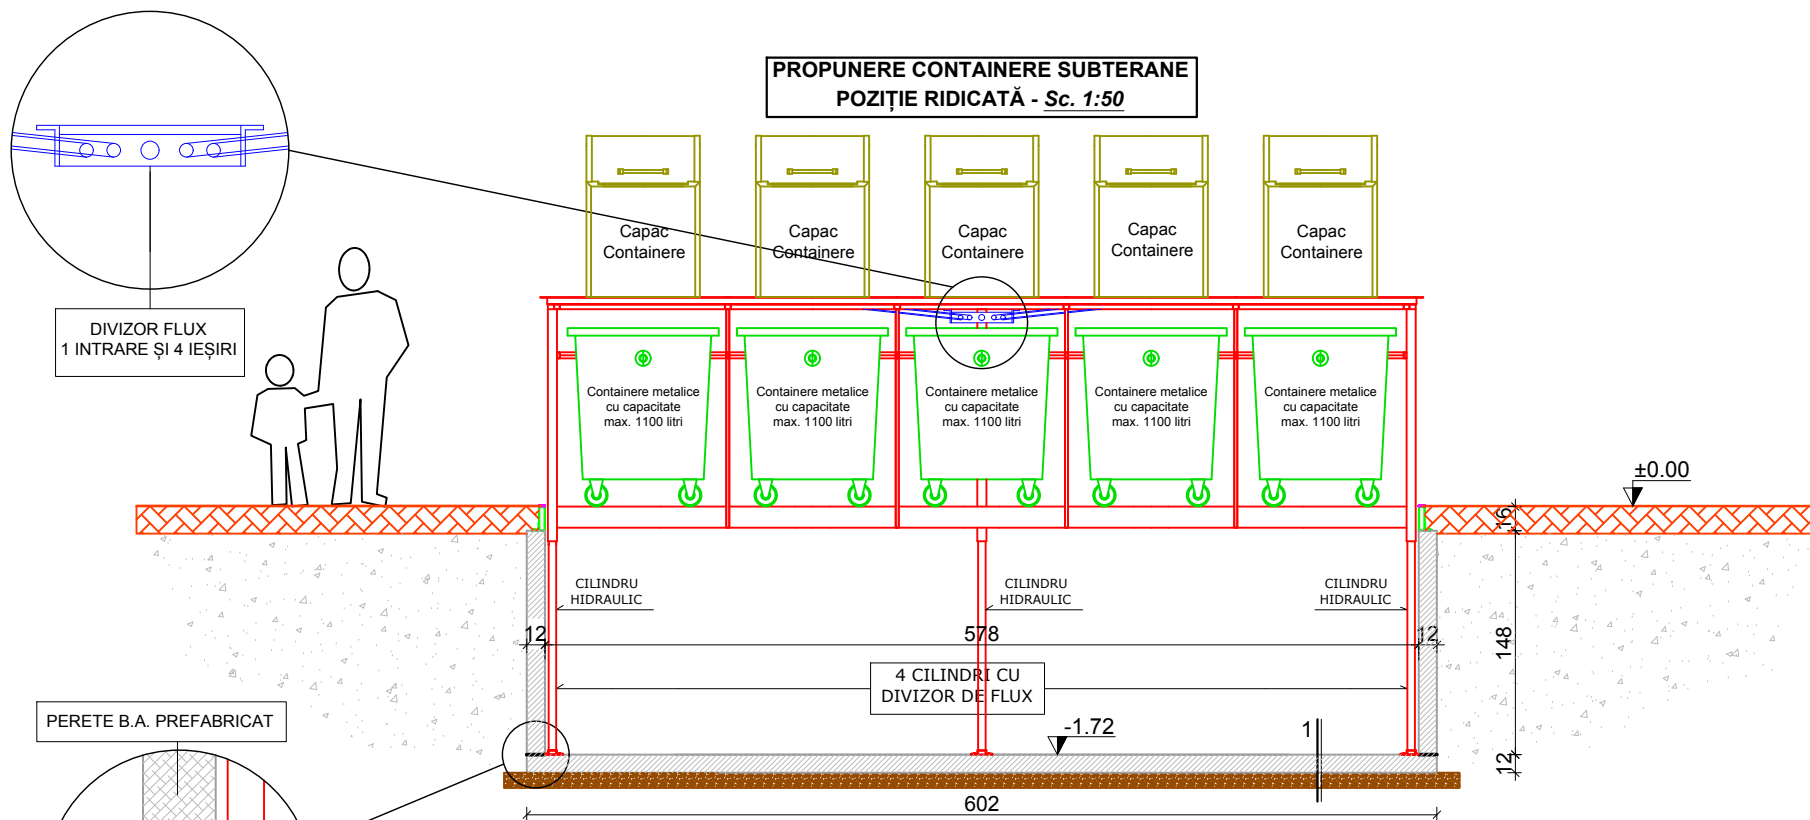 PROPUNERE CONTAINERE SUBTERANE
POZIȚIE RIDICATĂ - Sc. 1:50
Capac
Containere
Capac
Containere
Capac
Containere
Capac
Containere
Capac
Containere
DIVIZOR FLUX
1 INTRARE ȘI 4 IEȘIRI
Containere metalice
cu capacitate
max. 1100 litri
Containere metalice
cu capacitate
max. 1100 litri
Containere metalice
cu capacitate
max. 1100 litri
Containere metalice
cu capacitate
max. 1100 litri
Containere metalice
cu capacitate
max. 1100 litri
±0.00
16
CILINDRU
HIDRAULIC
CILINDRU
HIDRAULIC
CILINDRU
HIDRAULIC
12
578
12
148
4 CILINDRI CU
DIVIZOR DE FLUX
PERETE B.A. PREFABRICAT
-1.72
1
12
602